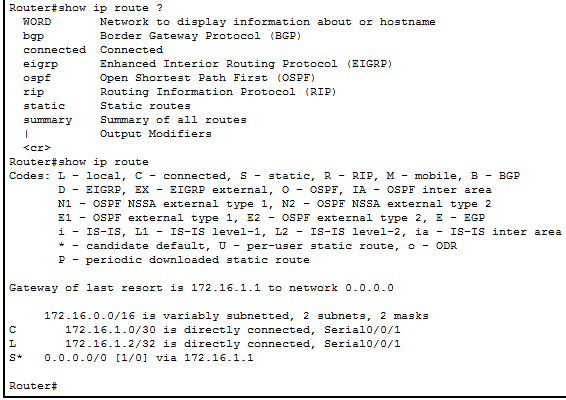 Router#show ip route ?
  WORD       Network to display information about or hostname
  bgp        Border Gateway Protocol (BGP)
  connected  Connected
  eigrp      Enhanced Interior Routing Protocol (EIGRP)
  ospf       Open Shortest Path First (OSPF)
  rip        Routing Information Protocol (RIP)
  static     Static routes
  summary    Summary of all routes
  |          Output Modifiers
  <cr>
Router#show ip route
Codes: L - local, C - connected, S - static, R - RIP, M - mobile, B - BGP
       D - EIGRP, EX - EIGRP external, O - OSPF, IA - OSPF inter area
       N1 - OSPF NSSA external type 1, N2 - OSPF NSSA external type 2
       E1 - OSPF external type 1, E2 - OSPF external type 2, E - EGP
       i - IS-IS, L1 - IS-IS level-1, L2 - IS-IS level-2, ia - IS-IS inter area
       * - candidate default, U - per-user static route, o - ODR
       P - periodic downloaded static route

Gateway of last resort is 172.16.1.1 to network 0.0.0.0

     172.16.0.0/16 is variably subnetted, 2 subnets, 2 masks
C       172.16.1.0/30 is directly connected, Serial0/0/1
L       172.16.1.2/32 is directly connected, Serial0/0/1
S*   0.0.0.0/0 [1/0] via 172.16.1.1

Router#